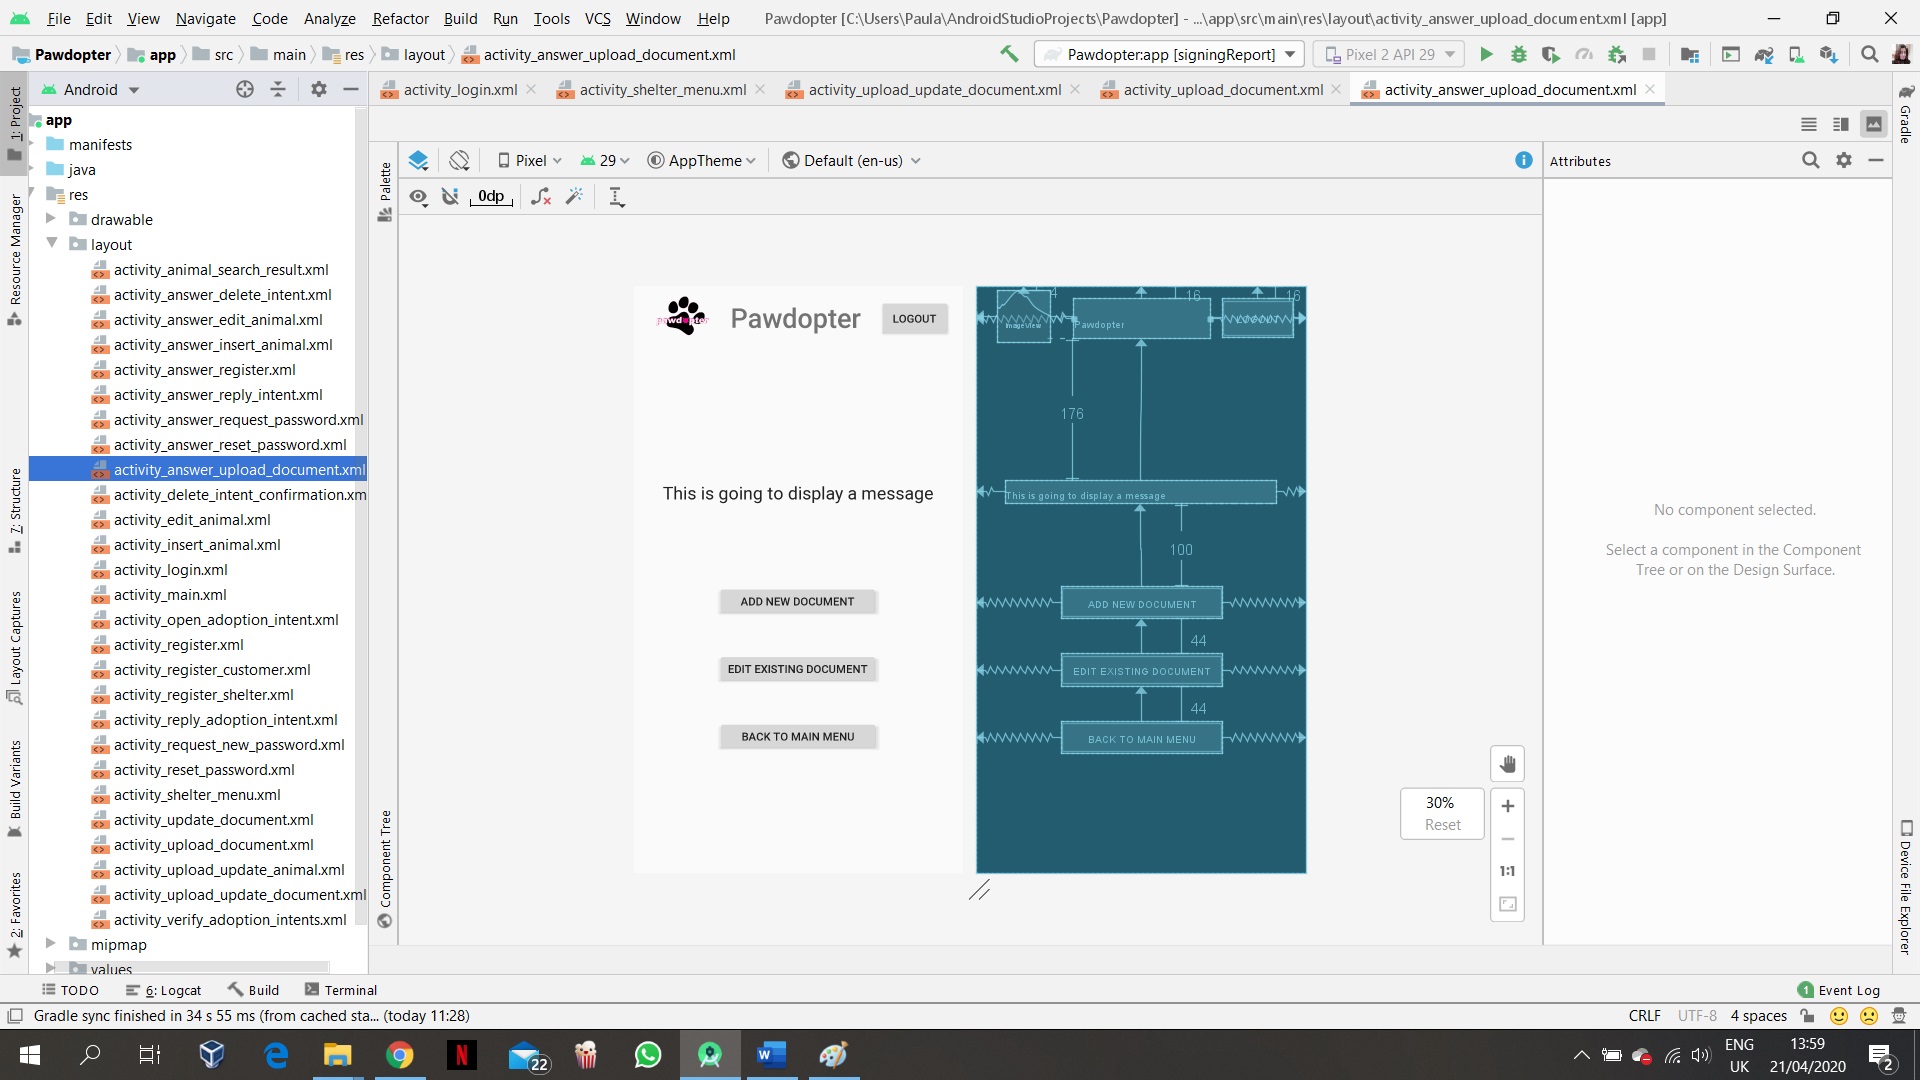 File Edit View Navigate Code Analyze Refactor Build Run Tools VCS Window Help Pawdopter [C:\Users\Paula\AndroidStudioProjects\Pawdopter] - ...\app\src\main\res\layout\activity_answer_upload_document.xml [app]
Pawdopter app src main res layout activity_answer_upload_document.xml Pawdopter:app [signingReport] Pixel 2 API 29
Android activity_login.xml activity_shelter_menu.xml activity_upload_update_document.xml activity_upload_document.xml activity_answer_upload_document.xml
1: Project
Resource Manager
7: Structure
Layout Captures
Build Variants
2: Favorites
app
manifests
java
res
drawable
layout
activity_animal_search_result.xml
activity_answer_delete_intent.xml
activity_answer_edit_animal.xml
activity_answer_insert_animal.xml
activity_answer_register.xml
activity_answer_reply_intent.xml
activity_answer_request_password.xml
activity_answer_reset_password.xml
activity_answer_upload_document.xml
activity_delete_intent_confirmation.xm
activity_edit_animal.xml
activity_insert_animal.xml
activity_login.xml
activity_main.xml
activity_open_adoption_intent.xml
activity_register.xml
activity_register_customer.xml
activity_register_shelter.xml
activity_reply_adoption_intent.xml
activity_request_new_password.xml
activity_reset_password.xml
activity_shelter_menu.xml
activity_update_document.xml
activity_upload_document.xml
activity_upload_update_animal.xml
activity_upload_update_document.xml
activity_verify_adoption_intents.xml
mipmap
values
Palette
Component Tree
Pixel 29 AppTheme Default (en-us)
0dp
pawdopter
Pawdopter LOGOUT
This is going to display a message
ADD NEW DOCUMENT
EDIT EXISTING DOCUMENT
BACK TO MAIN MENU
4 16 16
ImageView Pawdopter LOGOUT
176
This is going to display a message
100
ADD NEW DOCUMENT
44
EDIT EXISTING DOCUMENT
44
BACK TO MAIN MENU
30%
Reset
1:1
Attributes
No component selected.
Select a component in the Component
Tree or on the Design Surface.
Gradle
Device File Explorer
TODO 6: Logcat Build Terminal 1 Event Log
Gradle sync finished in 34 s 55 ms (from cached sta... (today 11:28) CRLF UTF-8 4 spaces
N 22 W ENG
UK
13:59
21/04/2020
2